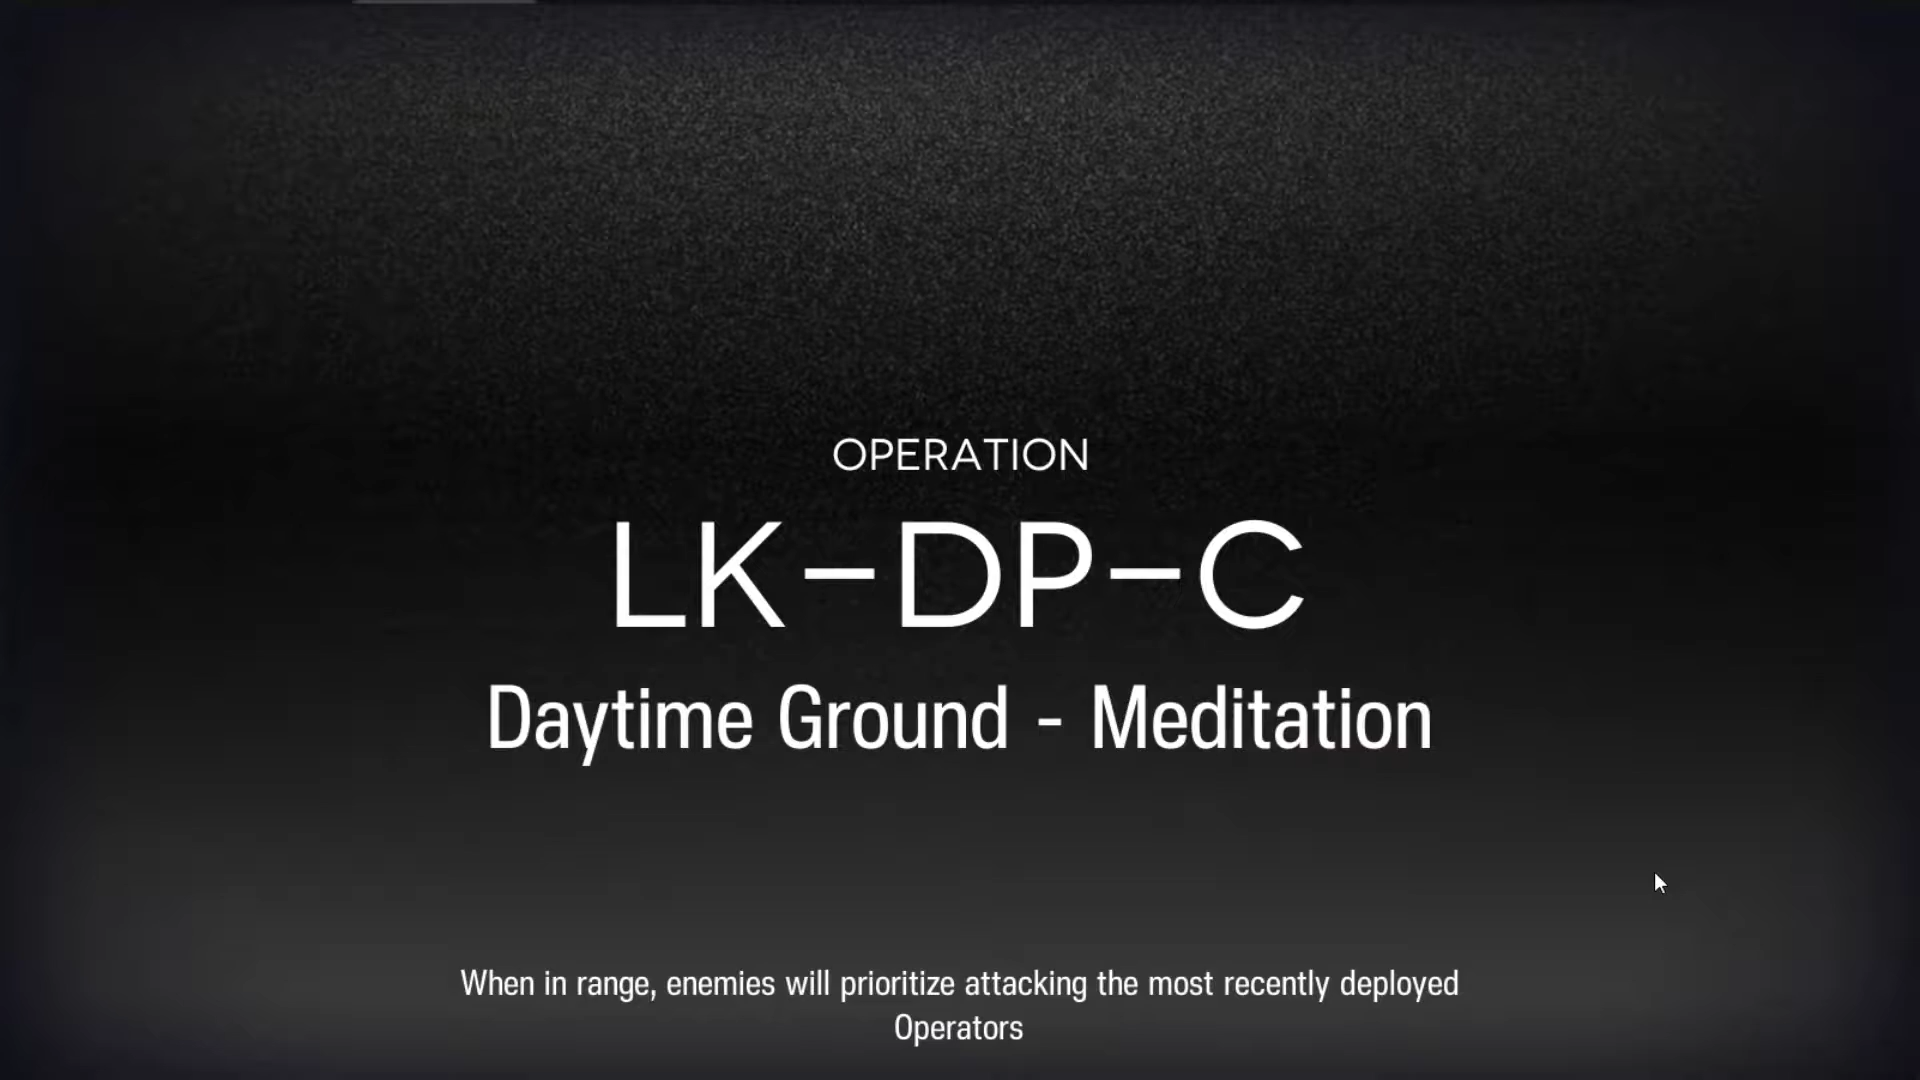 OPERATION
LK-DP-C
Daytime Ground - Meditation
When in range, enemies will prioritize attacking the most recently deployed
Operators